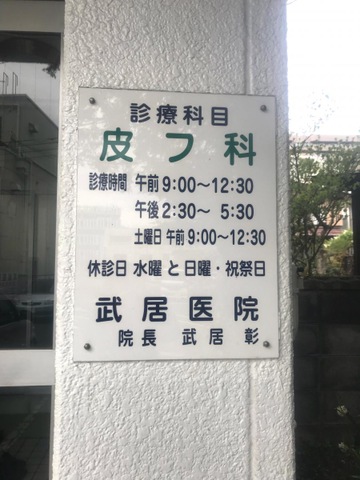 診療科目
皮フ科
診療時間 午前 9:00〜12:30
午後 2:30〜 5:30
土曜日 午前 9:00〜12:30
休診日 水曜 と 日曜・祝祭日
武居医院
院長 武居 彰